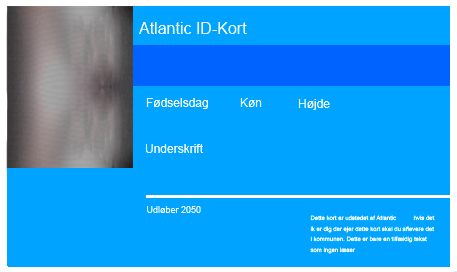 Atlantic ID-Kort
Fødselsdag Køn Højde
Underskrift
Udløber 2050
Dette kort er udstedet af Atlantic hvis det
ik er dig der ejer dette kort skal du aflevere det
i kommunen. Dette er bare en tilfældig tekst
som ingen læser